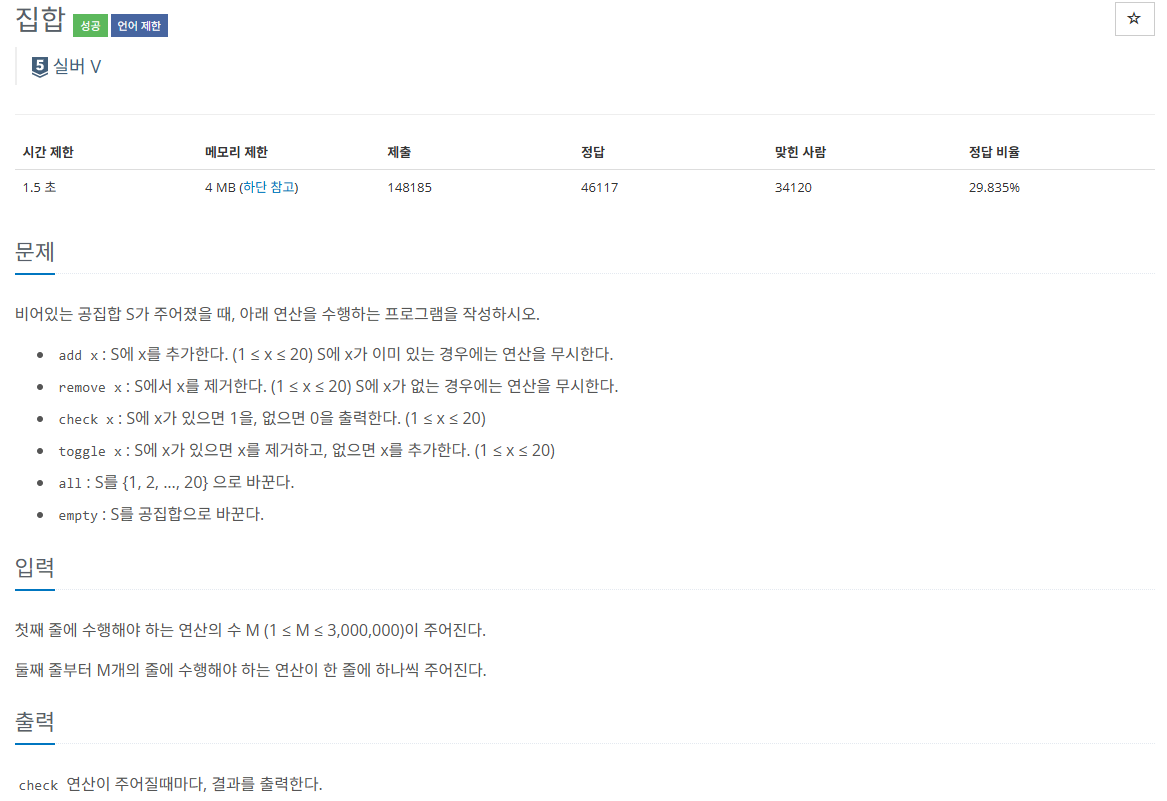 집합 성공 언어 제한
☆
5 실버 V
시간 제한 메모리 제한 제출 정답 맞힌 사람 정답 비율
1.5 초 4 MB (하단 참고) 148185 46117 34120 29.835%
문제
비어있는 공집합 S가 주어졌을 때, 아래 연산을 수행하는 프로그램을 작성하시오.
• add x : S에 x를 추가한다. (1 ≤ x ≤ 20) S에 x가 이미 있는 경우에는 연산을 무시한다.
• remove x : S에서 x를 제거한다. (1 ≤ x ≤ 20) S에 x가 없는 경우에는 연산을 무시한다.
• check x : S에 x가 있으면 1을, 없으면 0을 출력한다. (1 ≤ x ≤ 20)
• toggle x : S에 x가 있으면 x를 제거하고, 없으면 x를 추가한다. (1 ≤ x ≤ 20)
• all : S를 {1, 2, ..., 20} 으로 바꾼다.
• empty : S를 공집합으로 바꾼다.
입력
첫째 줄에 수행해야 하는 연산의 수 M (1 ≤ M ≤ 3,000,000)이 주어진다.
둘째 줄부터 M개의 줄에 수행해야 하는 연산이 한 줄에 하나씩 주어진다.
출력
check 연산이 주어질때마다, 결과를 출력한다.